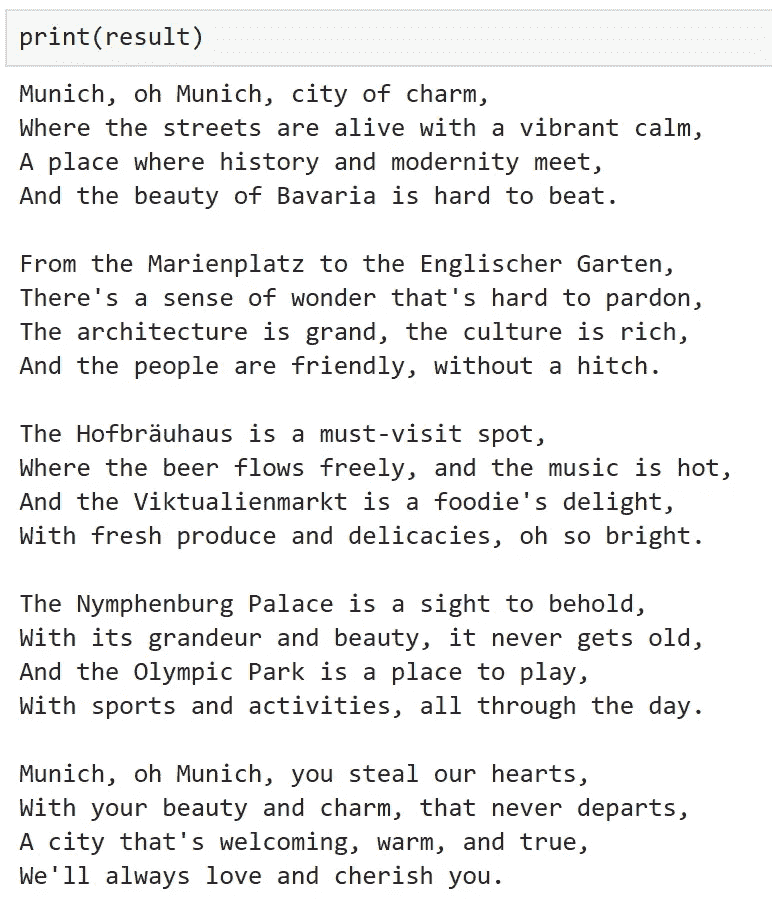 print(result)
Munich, oh Munich, city of charm,
Where the streets are alive with a vibrant calm,
A place where history and modernity meet,
And the beauty of Bavaria is hard to beat.
From the Marienplatz to the Englischer Garten,
There's a sense of wonder that's hard to pardon,
The architecture is grand, the culture is rich,
And the people are friendly, without a hitch.
The Hofbräuhaus is a must-visit spot,
Where the beer flows freely, and the music is hot,
And the Viktualienmarkt is a foodie's delight,
With fresh produce and delicacies, oh so bright.
The Nymphenburg Palace is a sight to behold,
With its grandeur and beauty, it never gets old,
And the Olympic Park is a place to play,
With sports and activities, all through the day.
Munich, oh Munich, you steal our hearts,
With your beauty and charm, that never departs,
A city that's welcoming, warm, and true,
We'll always love and cherish you.